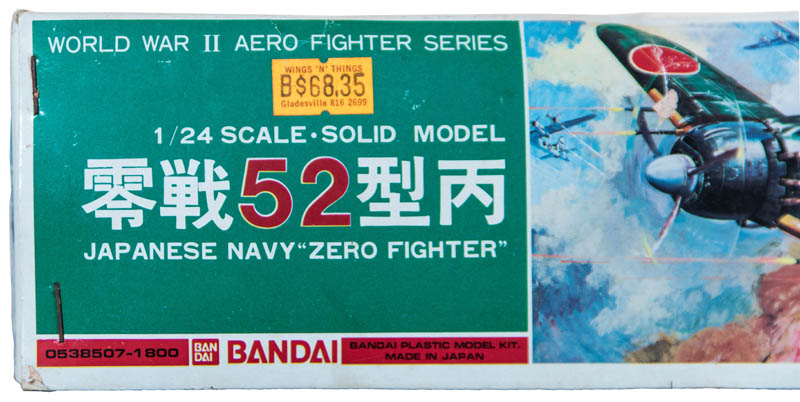 WORLD WAR II AERO FIGHTER SERIES
WINGS 'N' THINGS
B$68.35
Gladesville 816 2699
1/24 SCALE・SOLID MODEL
零戦52型丙
JAPANESE NAVY “ZERO FIGHTER”
0538507-1800
BAN
DAI
BANDAI
BANDAI PLASTIC MODEL KIT.
MADE IN JAPAN